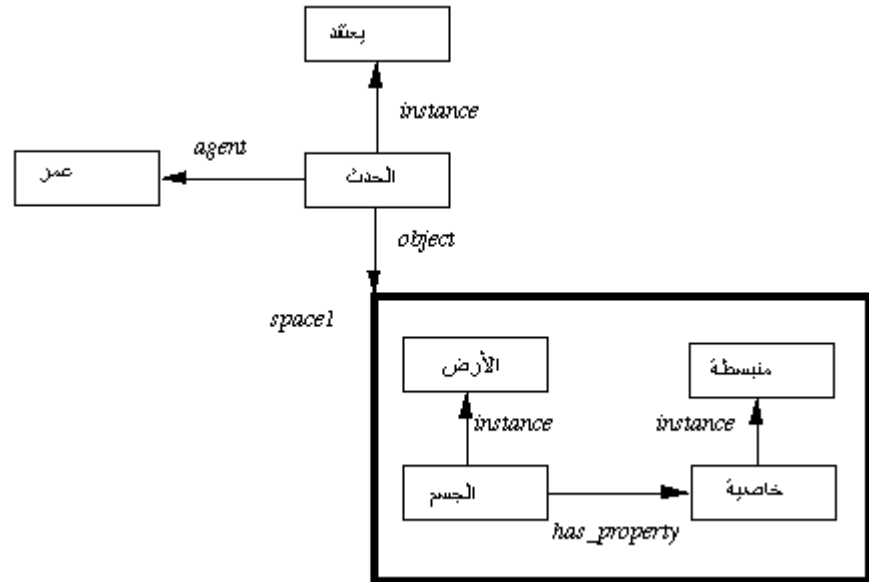 يعتقد
instance
agent
عمر
الحدث
object
space1
الأرض
منبسطة
instance
instance
الجسم
خاصية
has_property